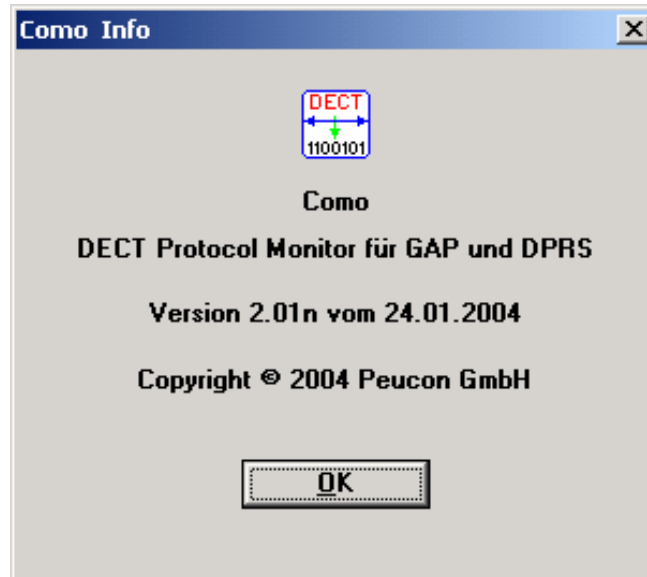 Como Info
DECT
1100101
Como
DECT Protocol Monitor für GAP und DPRS
Version 2.01n vom 24.01.2004
Copyright © 2004 Peucon GmbH
OK